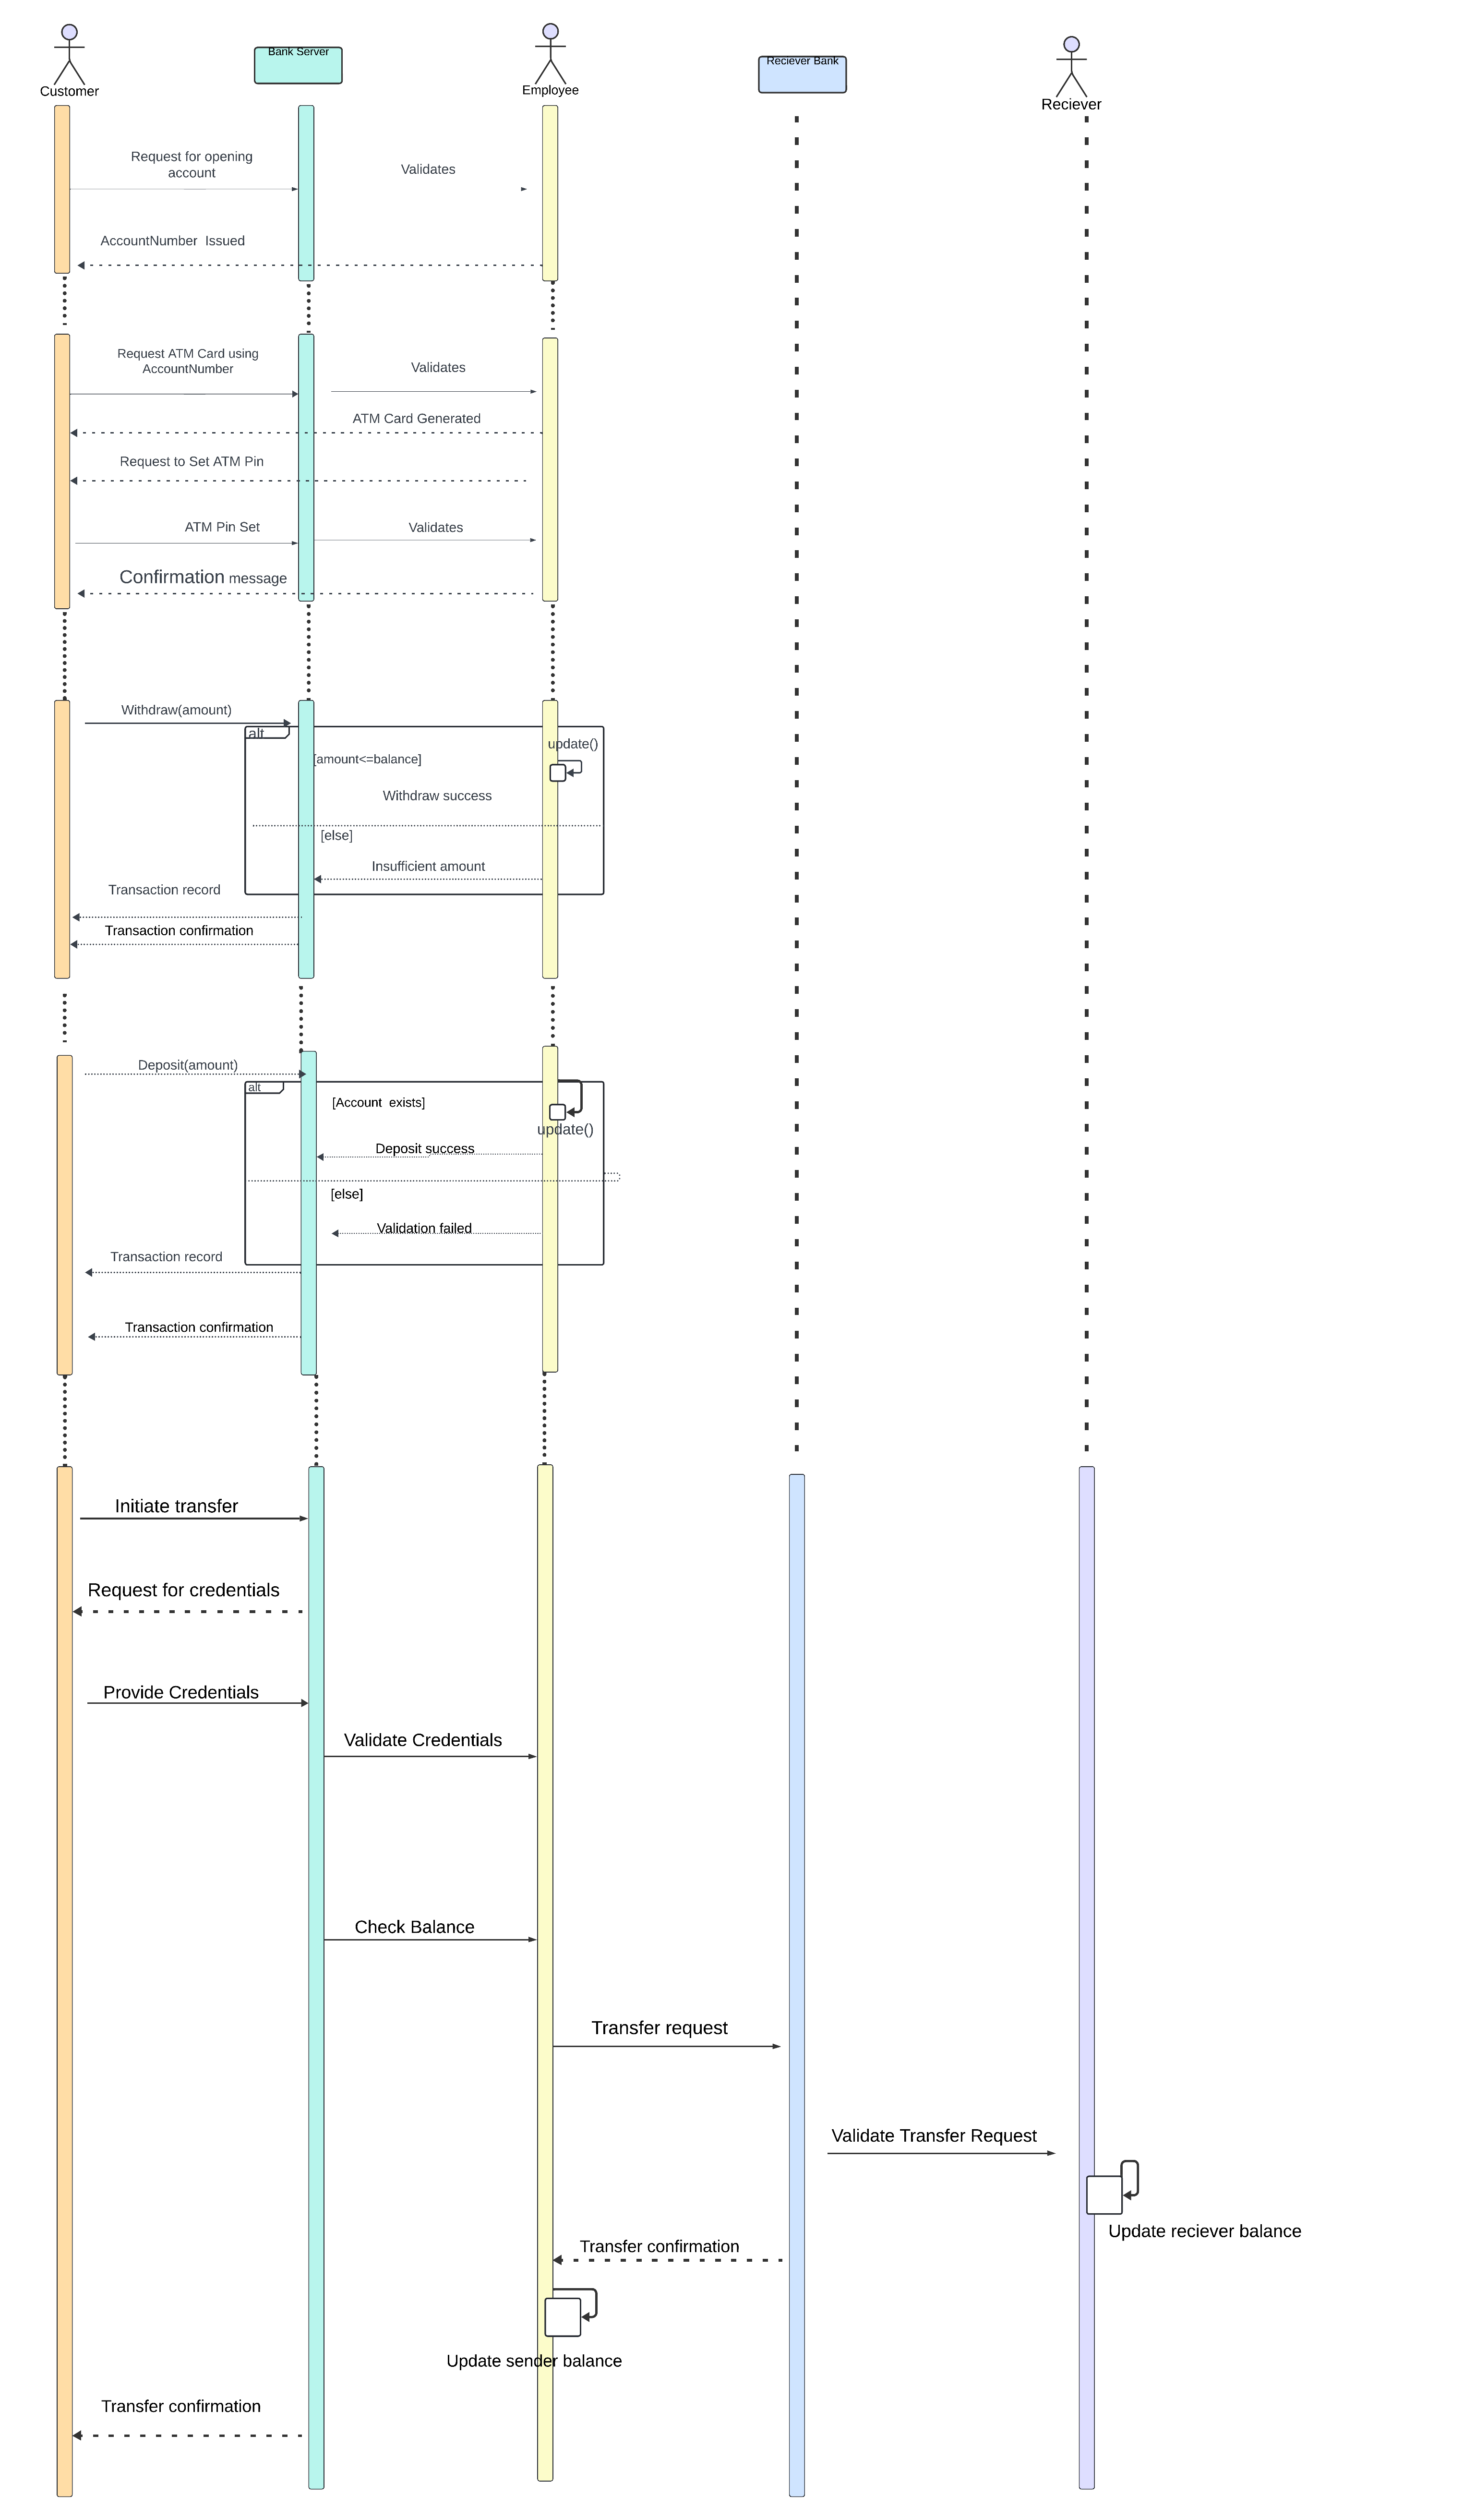 Customer
Bank Server
Employee
Reciever Bank
Reciever
Request for opening
account
Validates
AccountNumber  Issued
Request ATM Card using
AccountNumber
Validates
ATM Card Generated
Request to Set ATM Pin
ATM Pin Set
Validates
Confirmation message
Withdraw(amount)
alt
update()
[amount<=balance]
Withdraw success
[else]
Insufficient amount
Transaction record
Transaction confirmation
Deposit(amount)
alt
[Account  exists]
update()
Deposit success
[else]
Validation failed
Transaction record
Transaction confirmation
Initiate transfer
Request for credentials
Provide Credentials
Validate Credentials
Check Balance
Transfer request
Validate Transfer Request
Update reciever balance
Transfer confirmation
Update sender balance
Transfer confirmation